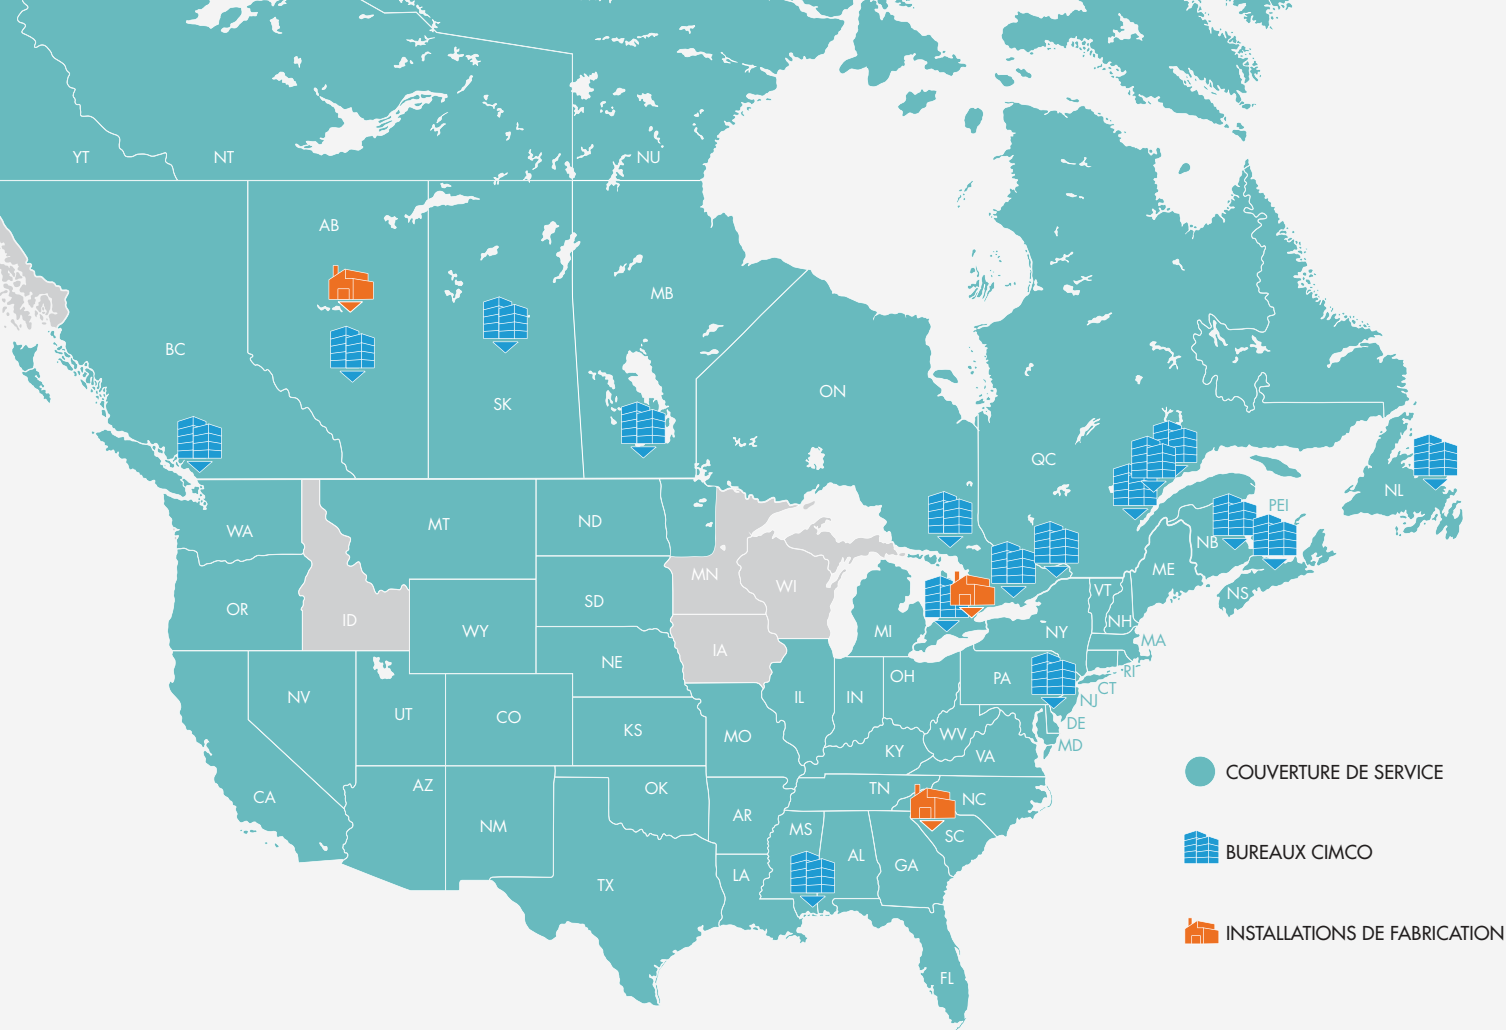 YT
NT
NU
AB
MB
BC
SK
ON
QC
NL
PEI
NB
NS
WA
MT
ND
MN
WI
ME
VT
NH
OR
ID
SD
WY
IA
MI
NY
MA
NE
OH
PA
RI
CT
NJ
NV
UT
CO
IL
IN
DE
KS
MO
WV
MD
KY
VA
CA
AZ
NM
OK
TN
NC
AR
MS
SC
AL
GA
LA
TX
FL
COUVERTURE DE SERVICE
BUREAUX CIMCO
INSTALLATIONS DE FABRICATION